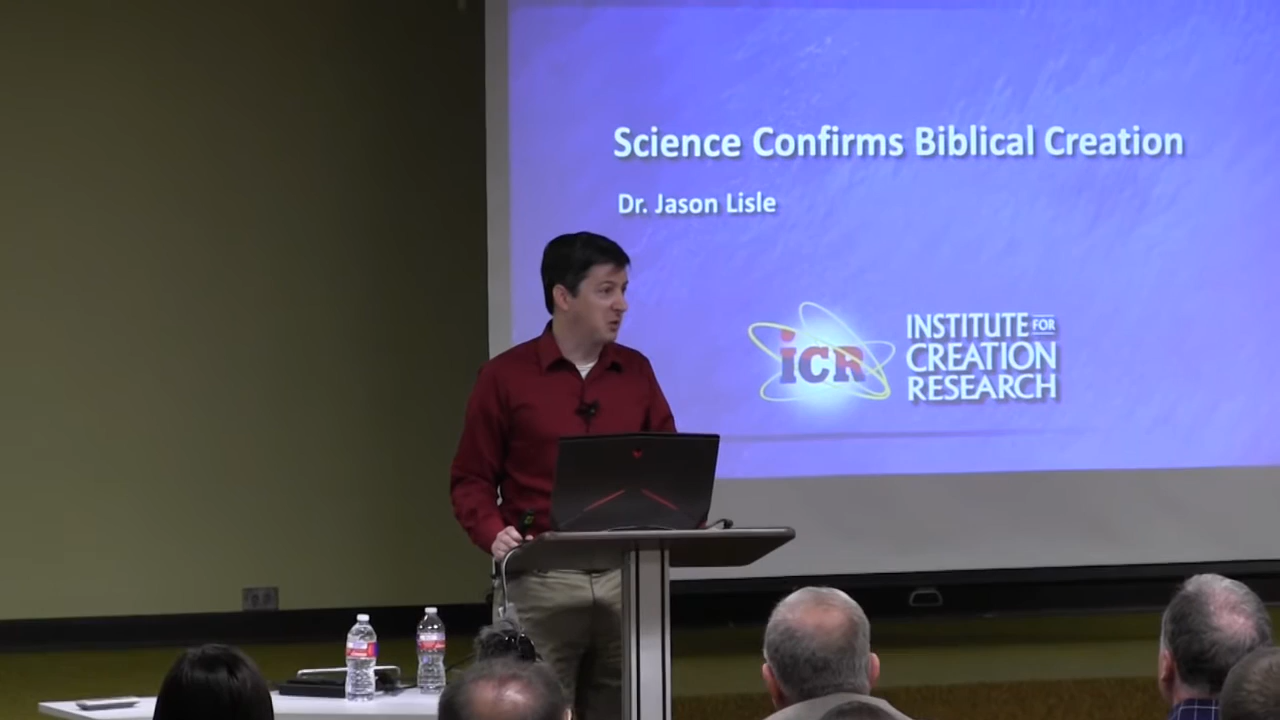 Science Confirms Biblical Creation
Dr. Jason Lisle
iCR
INSTITUTE FOR
CREATION
RESEARCH